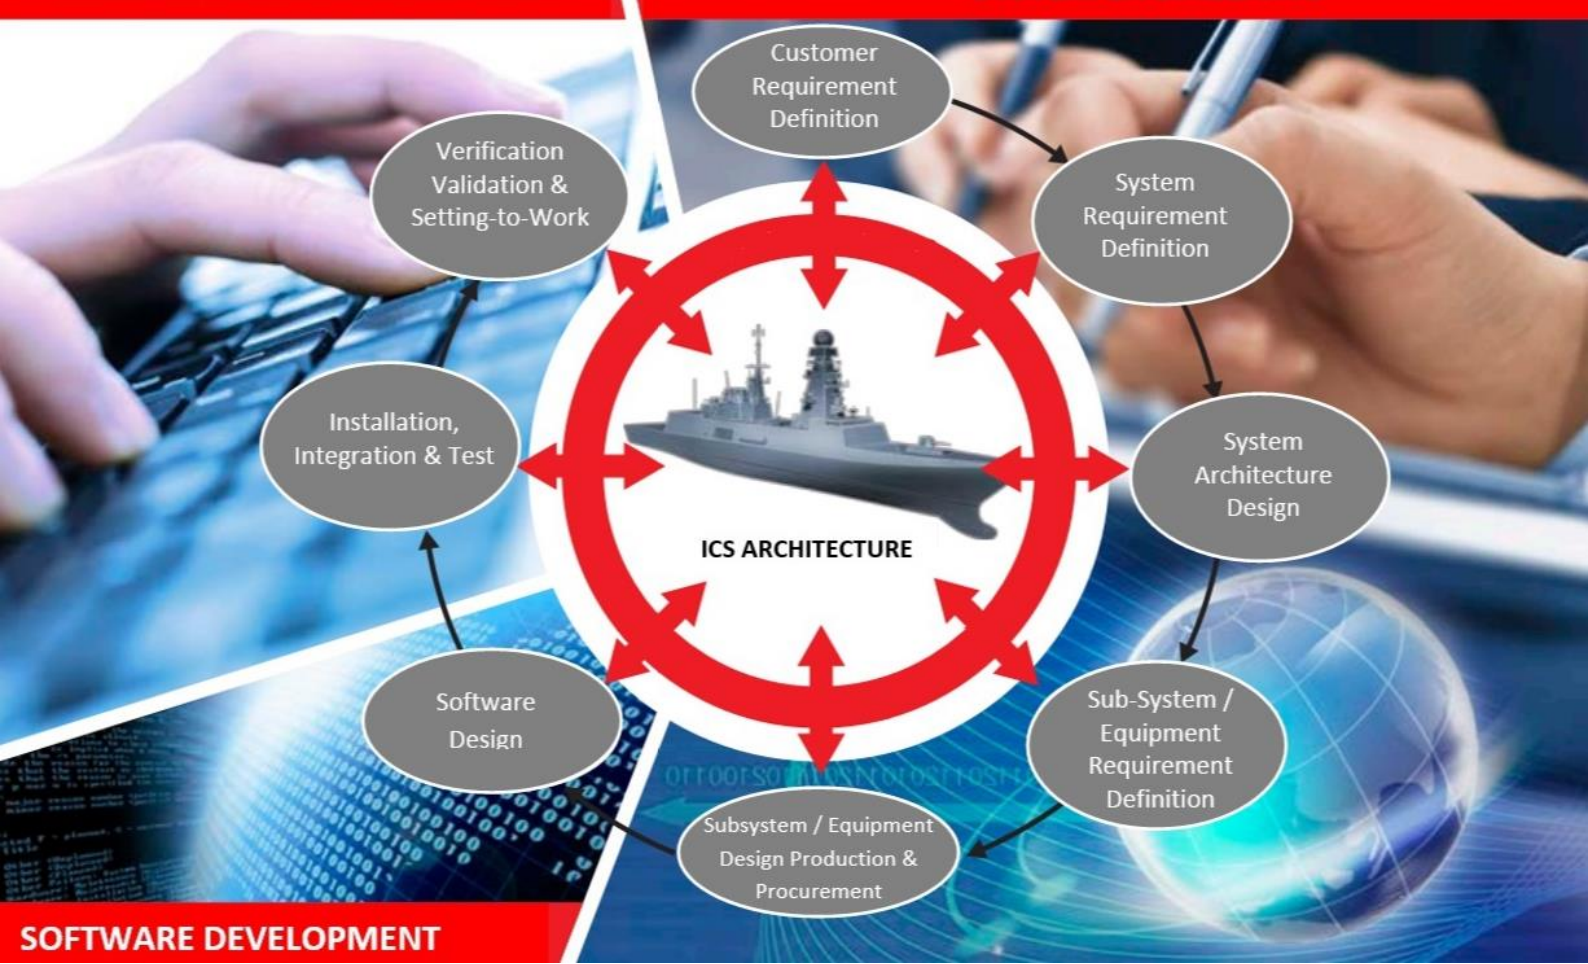 Customer
Requirement
Definition
System
Requirement
Definition
System
Architecture
Design
Sub-System /
Equipment
Requirement
Definition
Subsystem / Equipment
Design Production &
Procurement
Software
Design
Installation,
Integration & Test
Verification
Validation &
Setting-to-Work
ICS ARCHITECTURE
SOFTWARE DEVELOPMENT